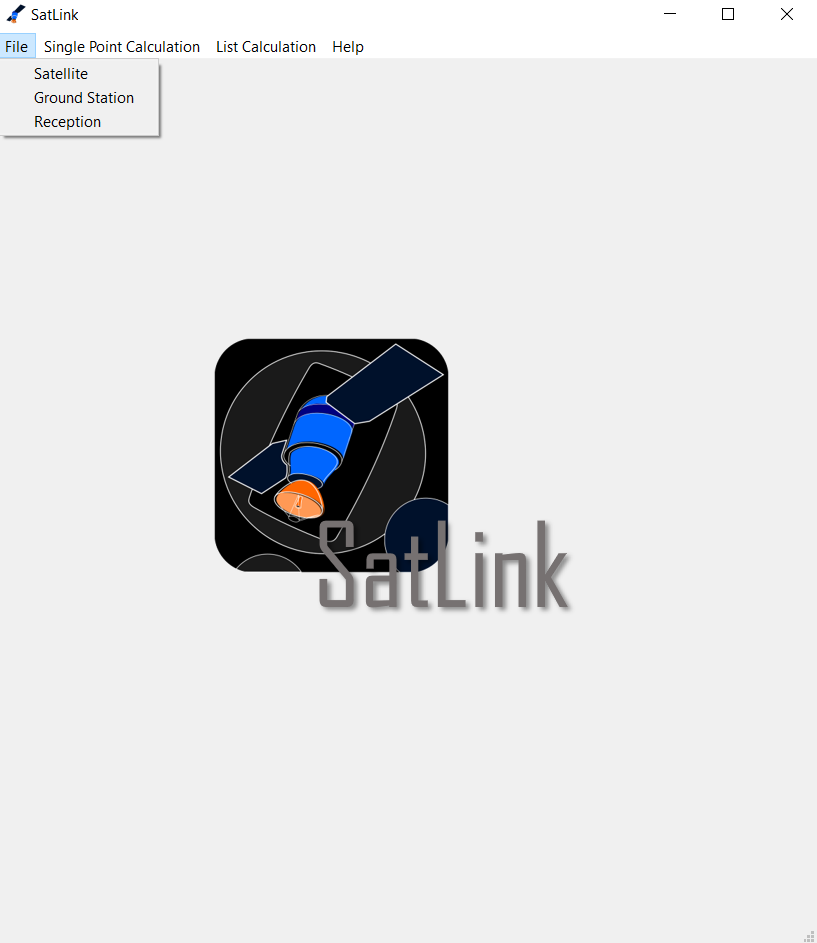 SatLink
File Single Point Calculation List Calculation Help
Satellite
Ground Station
Reception
SatLink